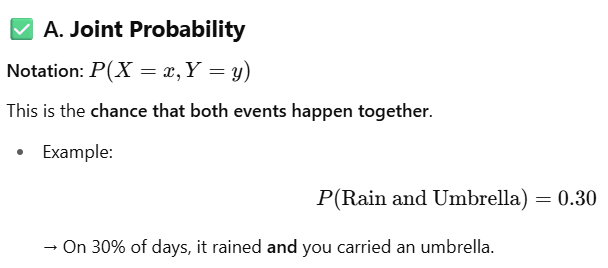 ✅ A. Joint Probability
Notation: P(X = x, Y = y)
This is the chance that both events happen together.
• Example:
P(Rain and Umbrella) = 0.30
→ On 30% of days, it rained and you carried an umbrella.